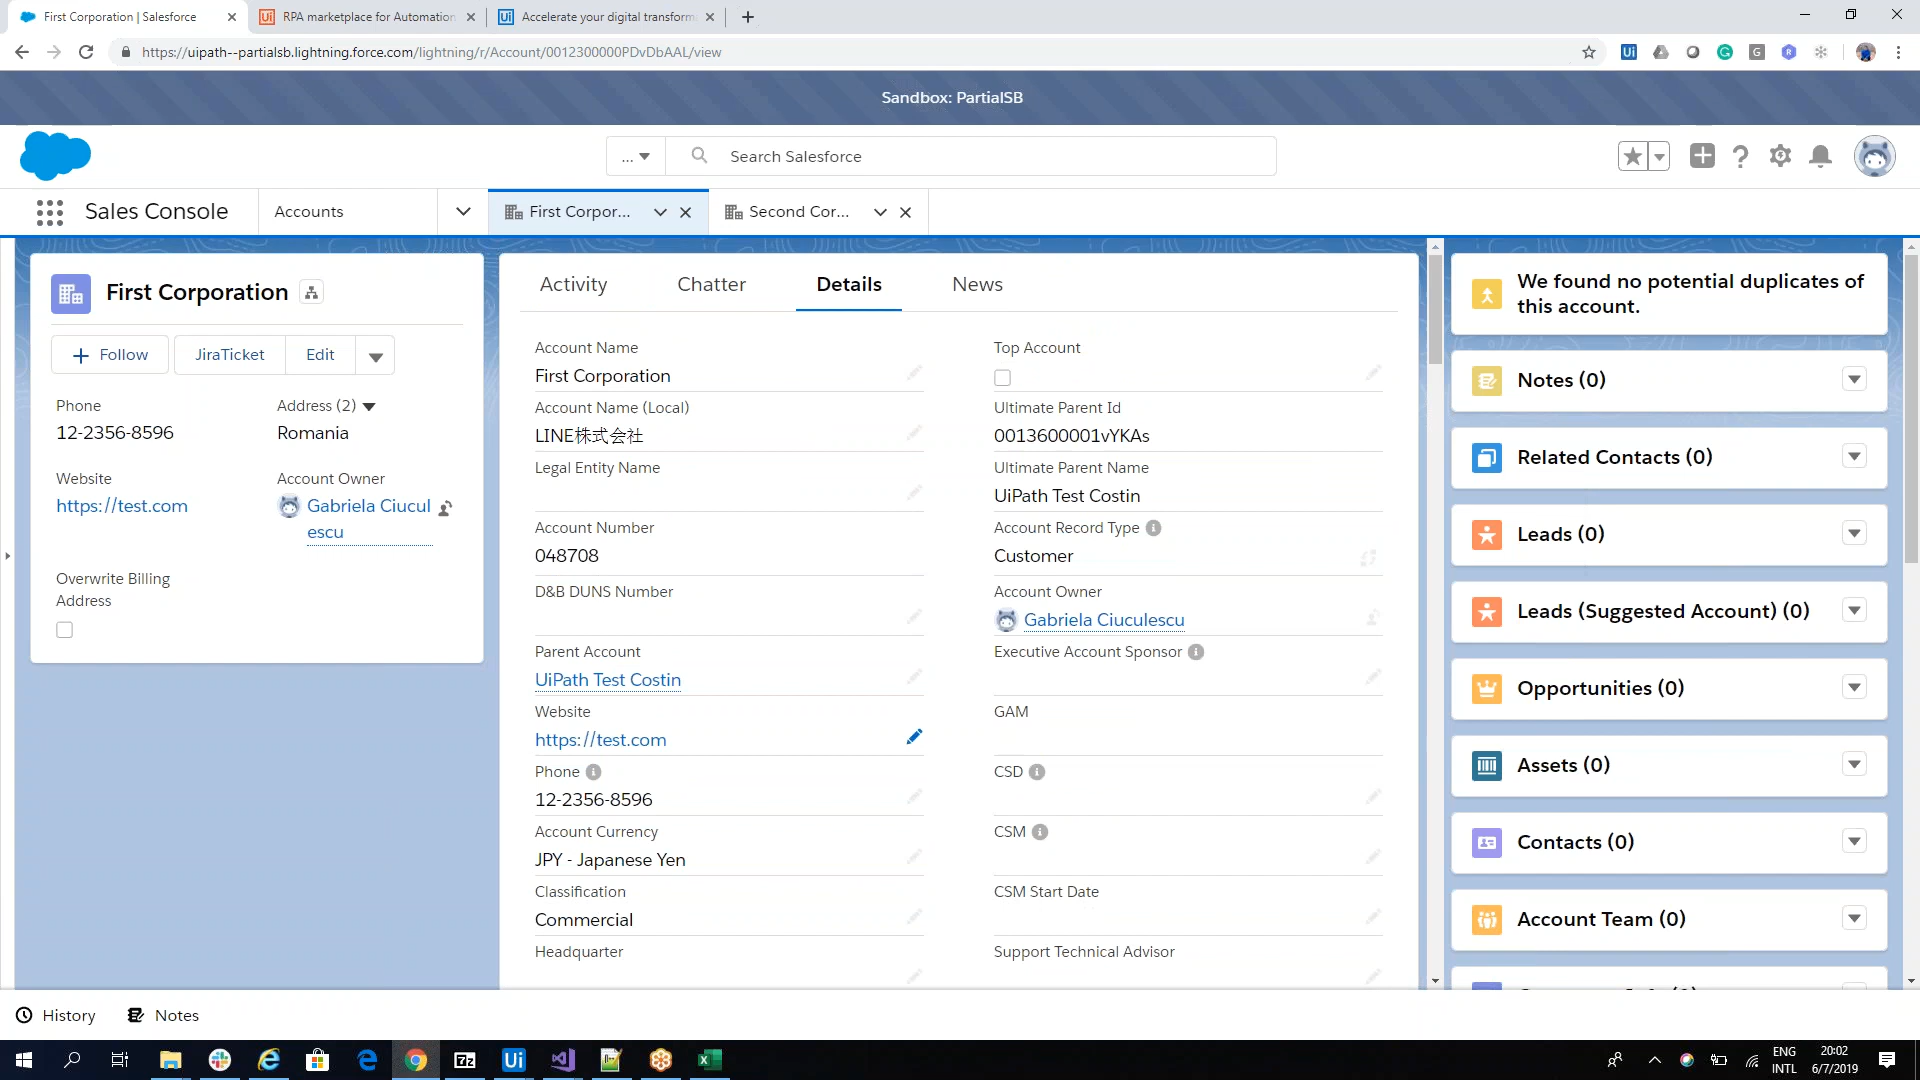 First Corporation | Salesforce
RPA marketplace for Automation
Accelerate your digital transform
https://uipath--partialsb.lightning.force.com/lightning/r/Account/0012300000PDvDbAAL/view
Sandbox: PartialSB
...
Search Salesforce
Sales Console
Accounts
First Corpor...
Second Cor...
First Corporation
Follow
JiraTicket
Edit
Phone
Address (2)
12-2356-8596
Romania
Website
Account Owner
https://test.com
Gabriela Ciucul
escu
Overwrite Billing
Address
Activity
Chatter
Details
News
Account Name
First Corporation
Account Name (Local)
LINE株式会社
Legal Entity Name
Account Number
048708
D&B DUNS Number
Parent Account
UiPath Test Costin
Website
https://test.com
Phone
12-2356-8596
Account Currency
JPY - Japanese Yen
Classification
Commercial
Headquarter
Top Account
Ultimate Parent Id
0013600001vYKAs
Ultimate Parent Name
UiPath Test Costin
Account Record Type
Customer
Account Owner
Gabriela Ciuculescu
Executive Account Sponsor
GAM
CSD
CSM
CSM Start Date
Support Technical Advisor
We found no potential duplicates of
this account.
Notes (0)
Related Contacts (0)
Leads (0)
Leads (Suggested Account) (0)
Opportunities (0)
Assets (0)
Contacts (0)
Account Team (0)
History
Notes
ENG
INTL
20:02
6/7/2019